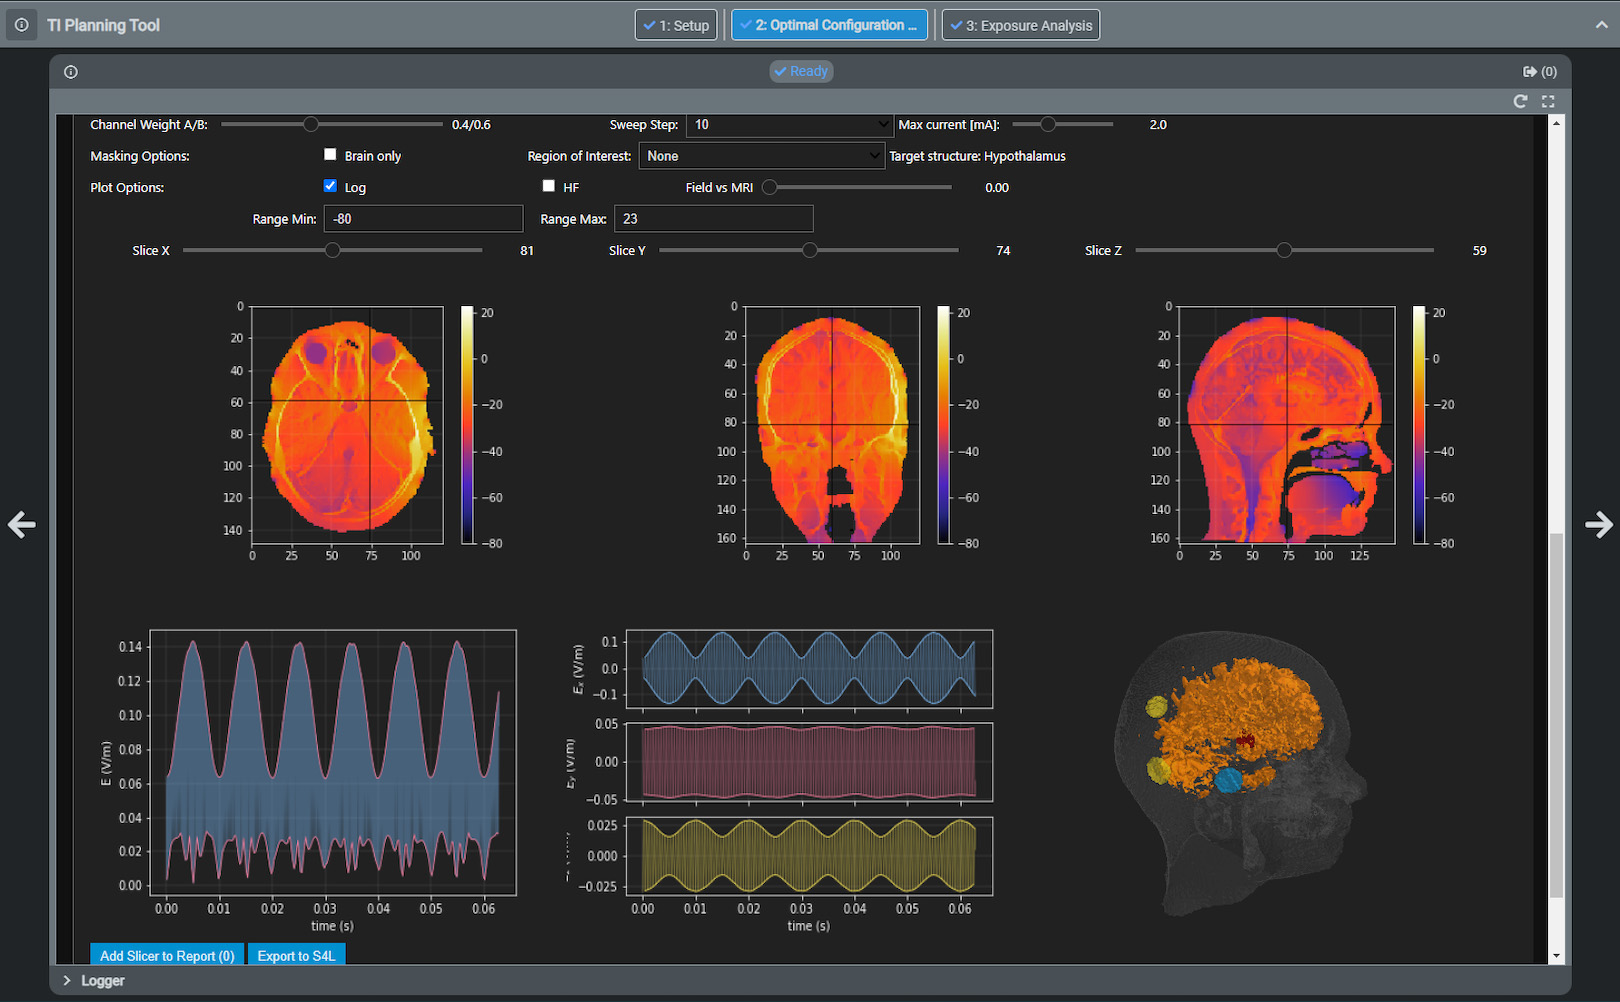 TI Planning Tool
1: Setup
2: Optimal Configuration ...
3: Exposure Analysis
Ready
(0)
Channel Weight A/B: 0.4/0.6 Sweep Step: 10 Max current [mA]: 2.0
Masking Options: Brain only Region of Interest: None Target structure: Hypothalamus
Plot Options: Log HF Field vs MRI 0.00
Range Min: -80 Range Max: 23
Slice X 81 Slice Y 74 Slice Z 59
0
20
40
60
80
100
120
140
0 25 50 75 100
20
0
−20
−40
−60
−80
0
20
40
60
80
100
120
140
160
0 25 50 75 100
20
0
−20
−40
−60
−80
0
20
40
60
80
100
120
140
160
0 25 50 75 100 125
20
0
−20
−40
−60
−80
E (V/m)
0.14
0.12
0.10
0.08
0.06
0.04
0.02
0.00
0.00 0.01 0.02 0.03 0.04 0.05 0.06
time (s)
Ex (V/m)
0.1
0.0
−0.1
Ey (V/m)
0.05
0.00
−0.05
0.025
0.000
−0.025
0.00 0.01 0.02 0.03 0.04 0.05 0.06
time (s)
Add Slicer to Report (0) Export to S4L
Logger